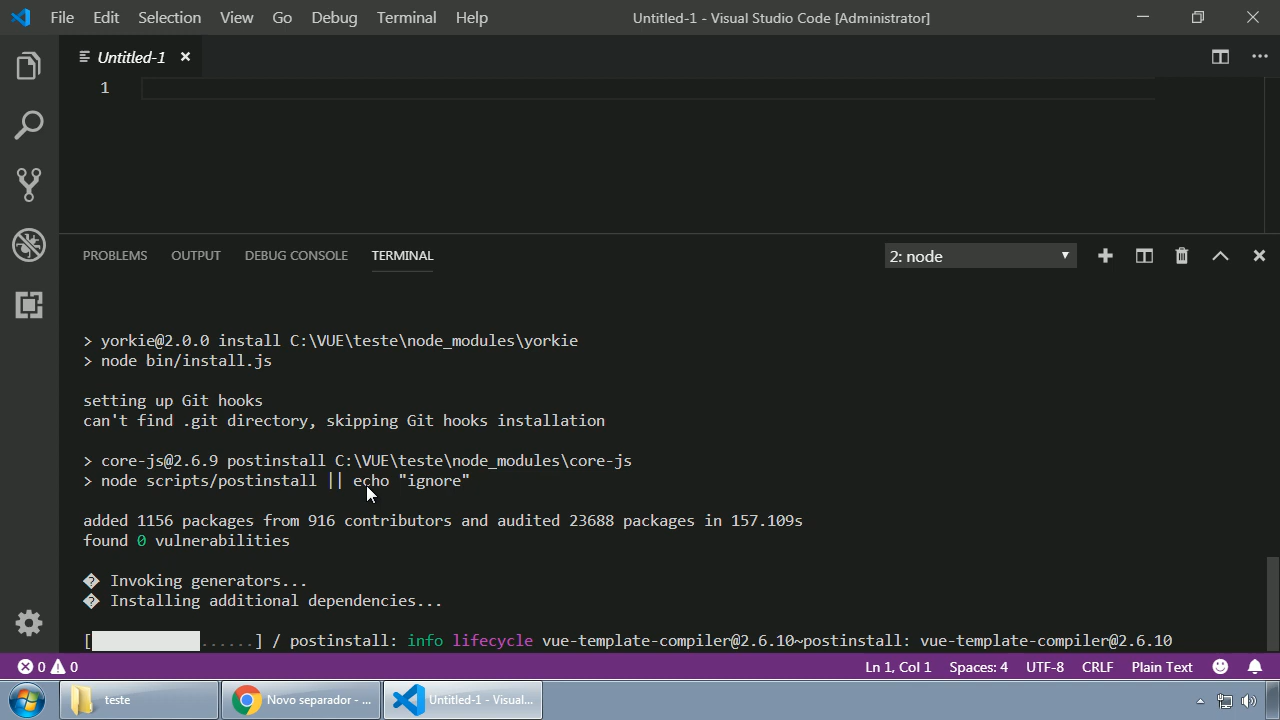 File Edit Selection View Go Debug Terminal Help
Untitled-1 - Visual Studio Code [Administrator]
Untitled-1
1
PROBLEMS OUTPUT DEBUG CONSOLE TERMINAL
2: node
> yorkie@2.0.0 install C:\VUE\teste\node_modules\yorkie
> node bin/install.js
setting up Git hooks
can't find .git directory, skipping Git hooks installation
> core-js@2.6.9 postinstall C:\VUE\teste\node_modules\core-js
> node scripts/postinstall || echo "ignore"
added 1156 packages from 916 contributors and audited 23688 packages in 157.109s
found 0 vulnerabilities
� Invoking generators...
� Installing additional dependencies...
[            ......] / postinstall: info lifecycle vue-template-compiler@2.6.10~postinstall: vue-template-compiler@2.6.10
0 0 Ln 1, Col 1 Spaces: 4 UTF-8 CRLF Plain Text
teste Novo separador - ... Untitled-1 - Visual...